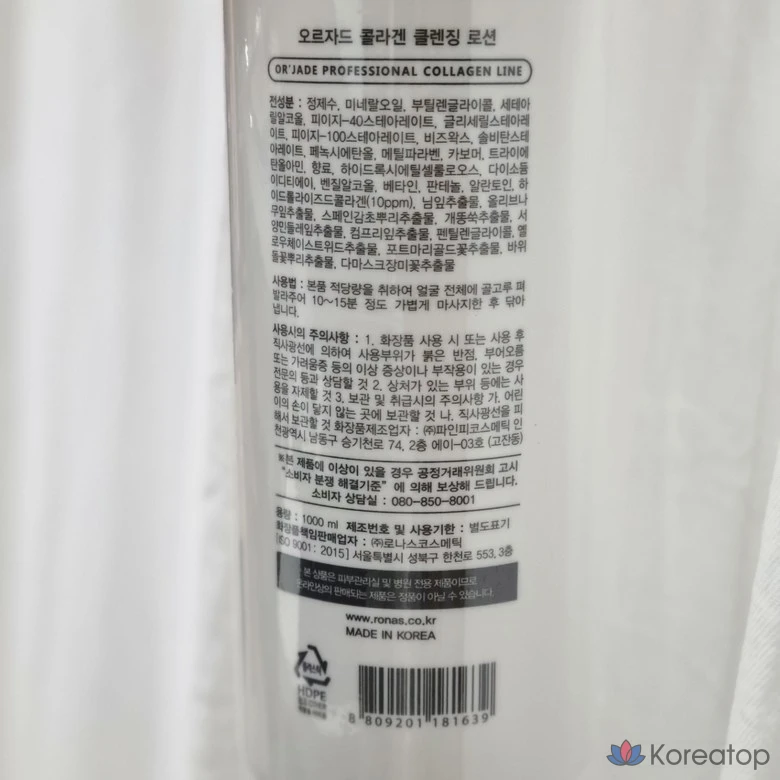 오르자드 콜라겐 클렌징 로션
OR'JADE PROFESSIONAL COLLAGEN LINE
전성분 : 정제수, 미네랄오일, 부틸렌글라이콜, 세테아
릴알코올, 피이지-40스테아레이트, 글리세릴스테아레
이트, 피이지-100스테아레이트, 비즈왁스, 솔비탄스테
아레이트, 페녹시에탄올, 메틸파라벤, 카보머, 트라이에
탄올아민, 향료, 하이드록시에틸셀룰로오스, 다이소듐
이디티에이, 벤질알코올, 베타인, 판테놀, 알란토인, 하
이드롤라이즈드콜라겐(10ppm), 님잎추출물, 올리브나
무잎추출물, 스페인감초뿌리추출물, 개똥쑥추출물, 서
양민들레잎추출물, 컴프리잎추출물, 펜틸렌글라이콜, 옐
로우체이스트위드추출물, 포트마리골드꽃추출물, 바위
돌꽃뿌리추출물, 다마스크장미꽃추출물
사용법 : 본품 적당량을 취하여 얼굴 전체에 골고루 펴
발라주어 10~15분 정도 가볍게 마사지한 후 닦아
냅니다.
사용시의 주의사항 : 1. 화장품 사용 시 또는 사용 후
직사광선에 의하여 사용부위가 붉은 반점, 부어오름
또는 가려움증 등의 이상 증상이나 부작용이 있는 경우
전문의 등과 상담할 것 2. 상처가 있는 부위 등에는 사
용을 자제할 것 3. 보관 및 취급시의 주의사항 가. 어린
이의 손이 닿지 않는 곳에 보관할 것 나. 직사광선을 피
해서 보관할 것 화장품제조업자 : ㈜파인피코스메틱 인
천광역시 남동구 승기천로 74, 2층 에이-03호 (고잔동)
※본 제품에 이상이 있을 경우 공정거래위원회 고시
"소비자 분쟁 해결기준" 에 의해 보상해 드립니다.
소비자 상담실 : 080-850-8001
용량 : 1000 ml 제조번호 및 사용기한 : 별도표기
화장품책임판매업자 : ㈜로나스코스메틱
[ISO 9001 : 2015] 서울특별시 성북구 한천로 553, 3층
본 상품은 피부관리실 및 병원 전용 제품이므로
온라인상의 판매되는 제품은 정품이 아닐 수 있습니다.
www.ronas.co.kr
MADE IN KOREA
플라스틱
HDPE
8 809201 181639
Koreatop